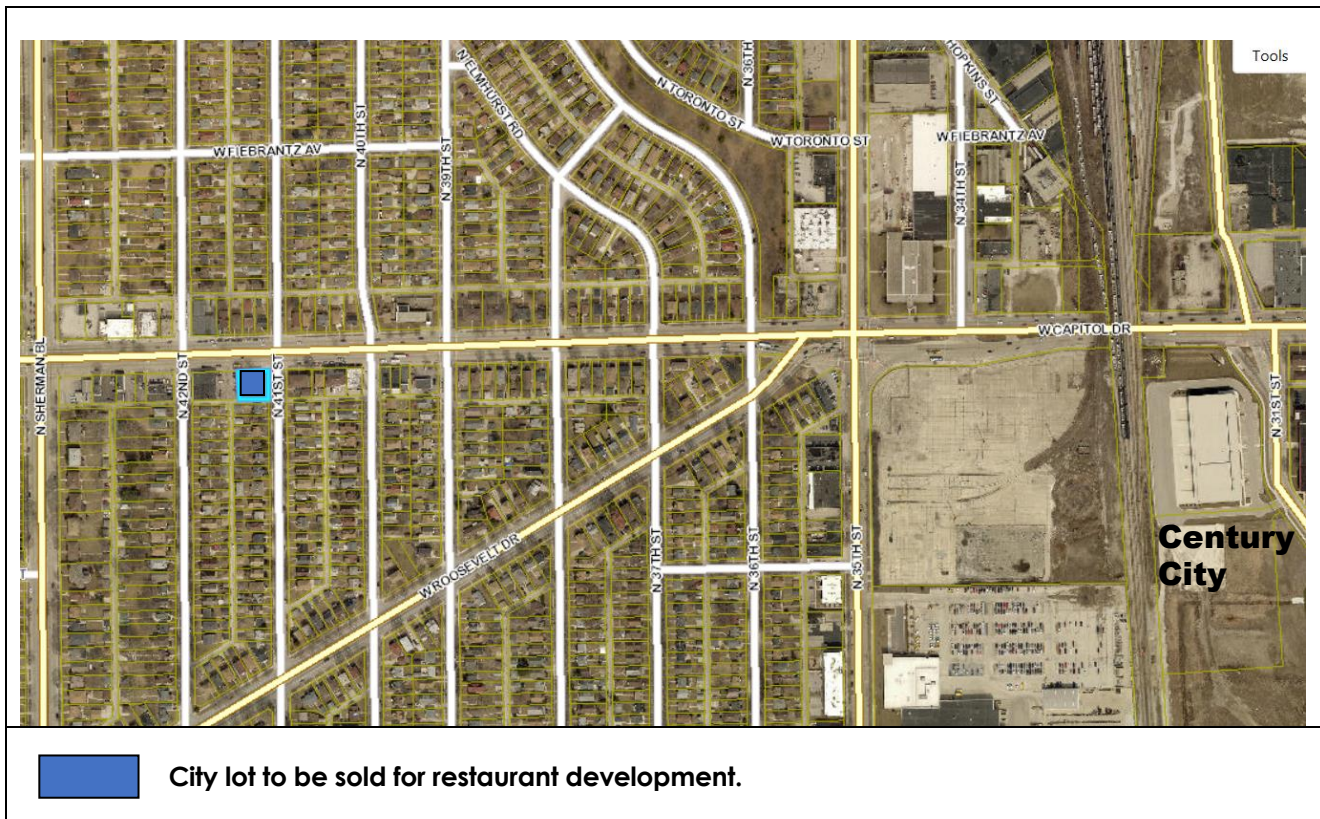 Tools
HOPKINS ST
N 36TH
N ELMHURST RD
N TORONTO ST
W TORONTO ST
W FIEBRANTZ AV
W FIEBRANTZ AV
N 40TH ST
N 39TH ST
N 34TH ST
W CAPITOL DR
N SHERMAN BL
N 42ND ST
N 41ST ST
N 31ST ST
W ROOSEVELT DR
N 37TH ST
N 36TH ST
N 35TH ST
Century
City
City lot to be sold for restaurant development.